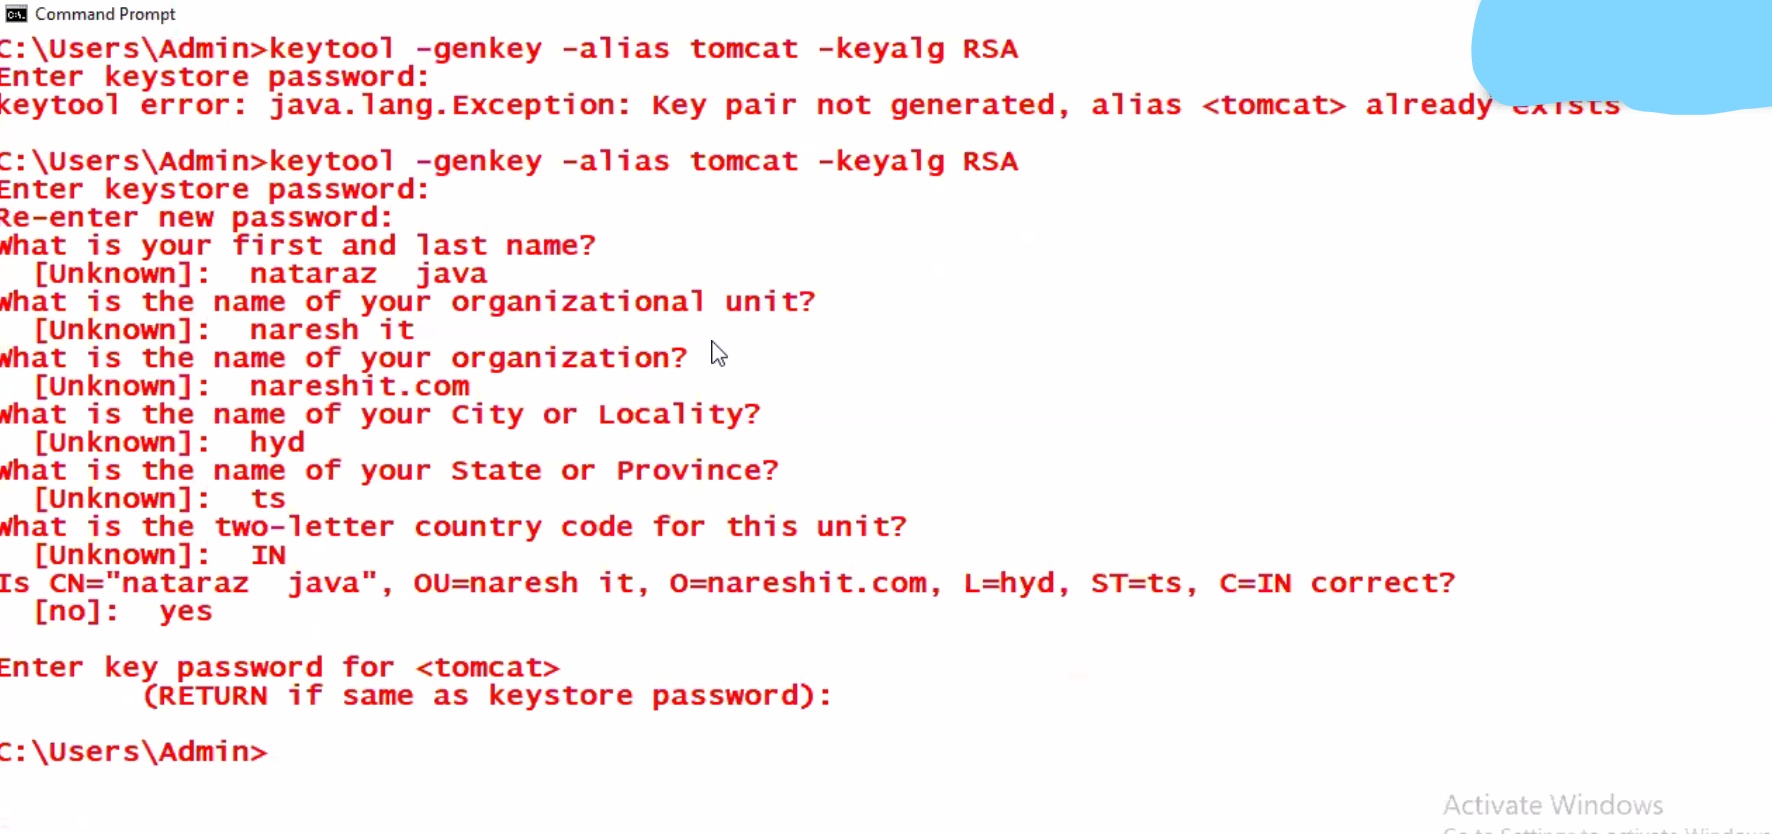 Command Prompt
C:\Users\Admin>keytool -genkey -alias tomcat -keyalg RSA
Enter keystore password:
keytool error: java.lang.Exception: Key pair not generated, alias <tomcat> already exists
C:\Users\Admin>keytool -genkey -alias tomcat -keyalg RSA
Enter keystore password:
Re-enter new password:
What is your first and last name?
[Unknown]:  nataraz  java
What is the name of your organizational unit?
[Unknown]:  naresh it
What is the name of your organization?
[Unknown]:  nareshit.com
What is the name of your City or Locality?
[Unknown]:  hyd
What is the name of your State or Province?
[Unknown]:  ts
What is the two-letter country code for this unit?
[Unknown]:  IN
Is CN="nataraz  java", OU=naresh it, O=nareshit.com, L=hyd, ST=ts, C=IN correct?
[no]:  yes
Enter key password for <tomcat>
(RETURN if same as keystore password):
C:\Users\Admin>
Activate Windows
Go to Settings to activate Windows